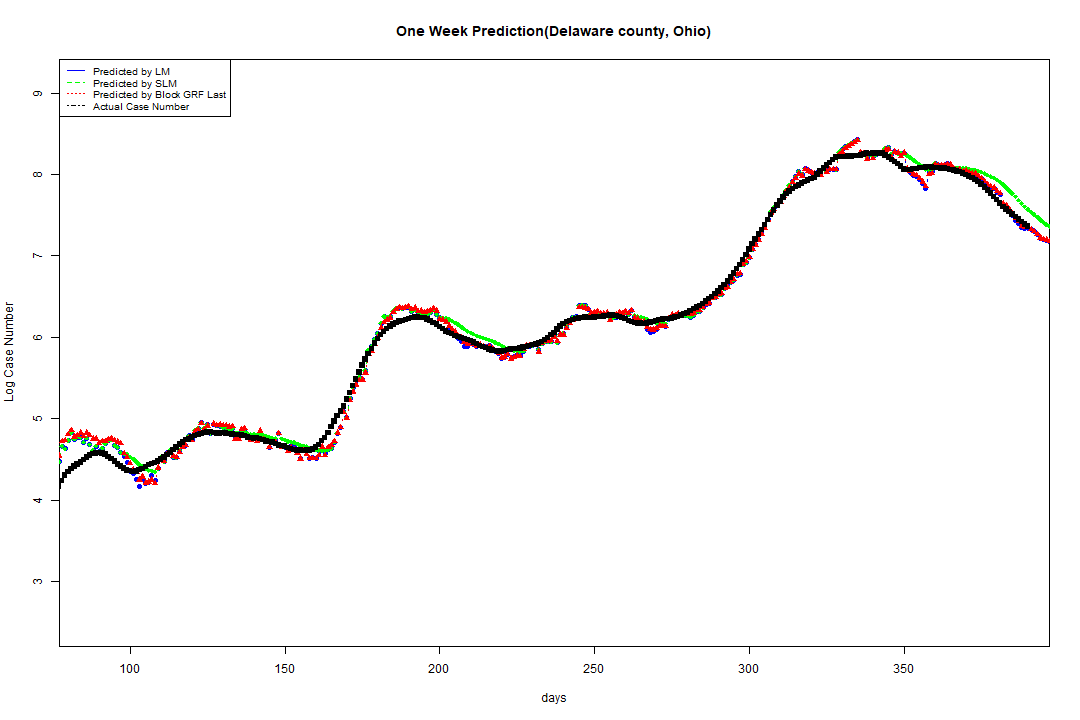 One Week Prediction(Delaware county, Ohio)
Predicted by LM
Predicted by SLM
Predicted by Block GRF Last
Actual Case Number
Log Case Number
9
8
7
6
5
4
3
100 150 200 250 300 350
days